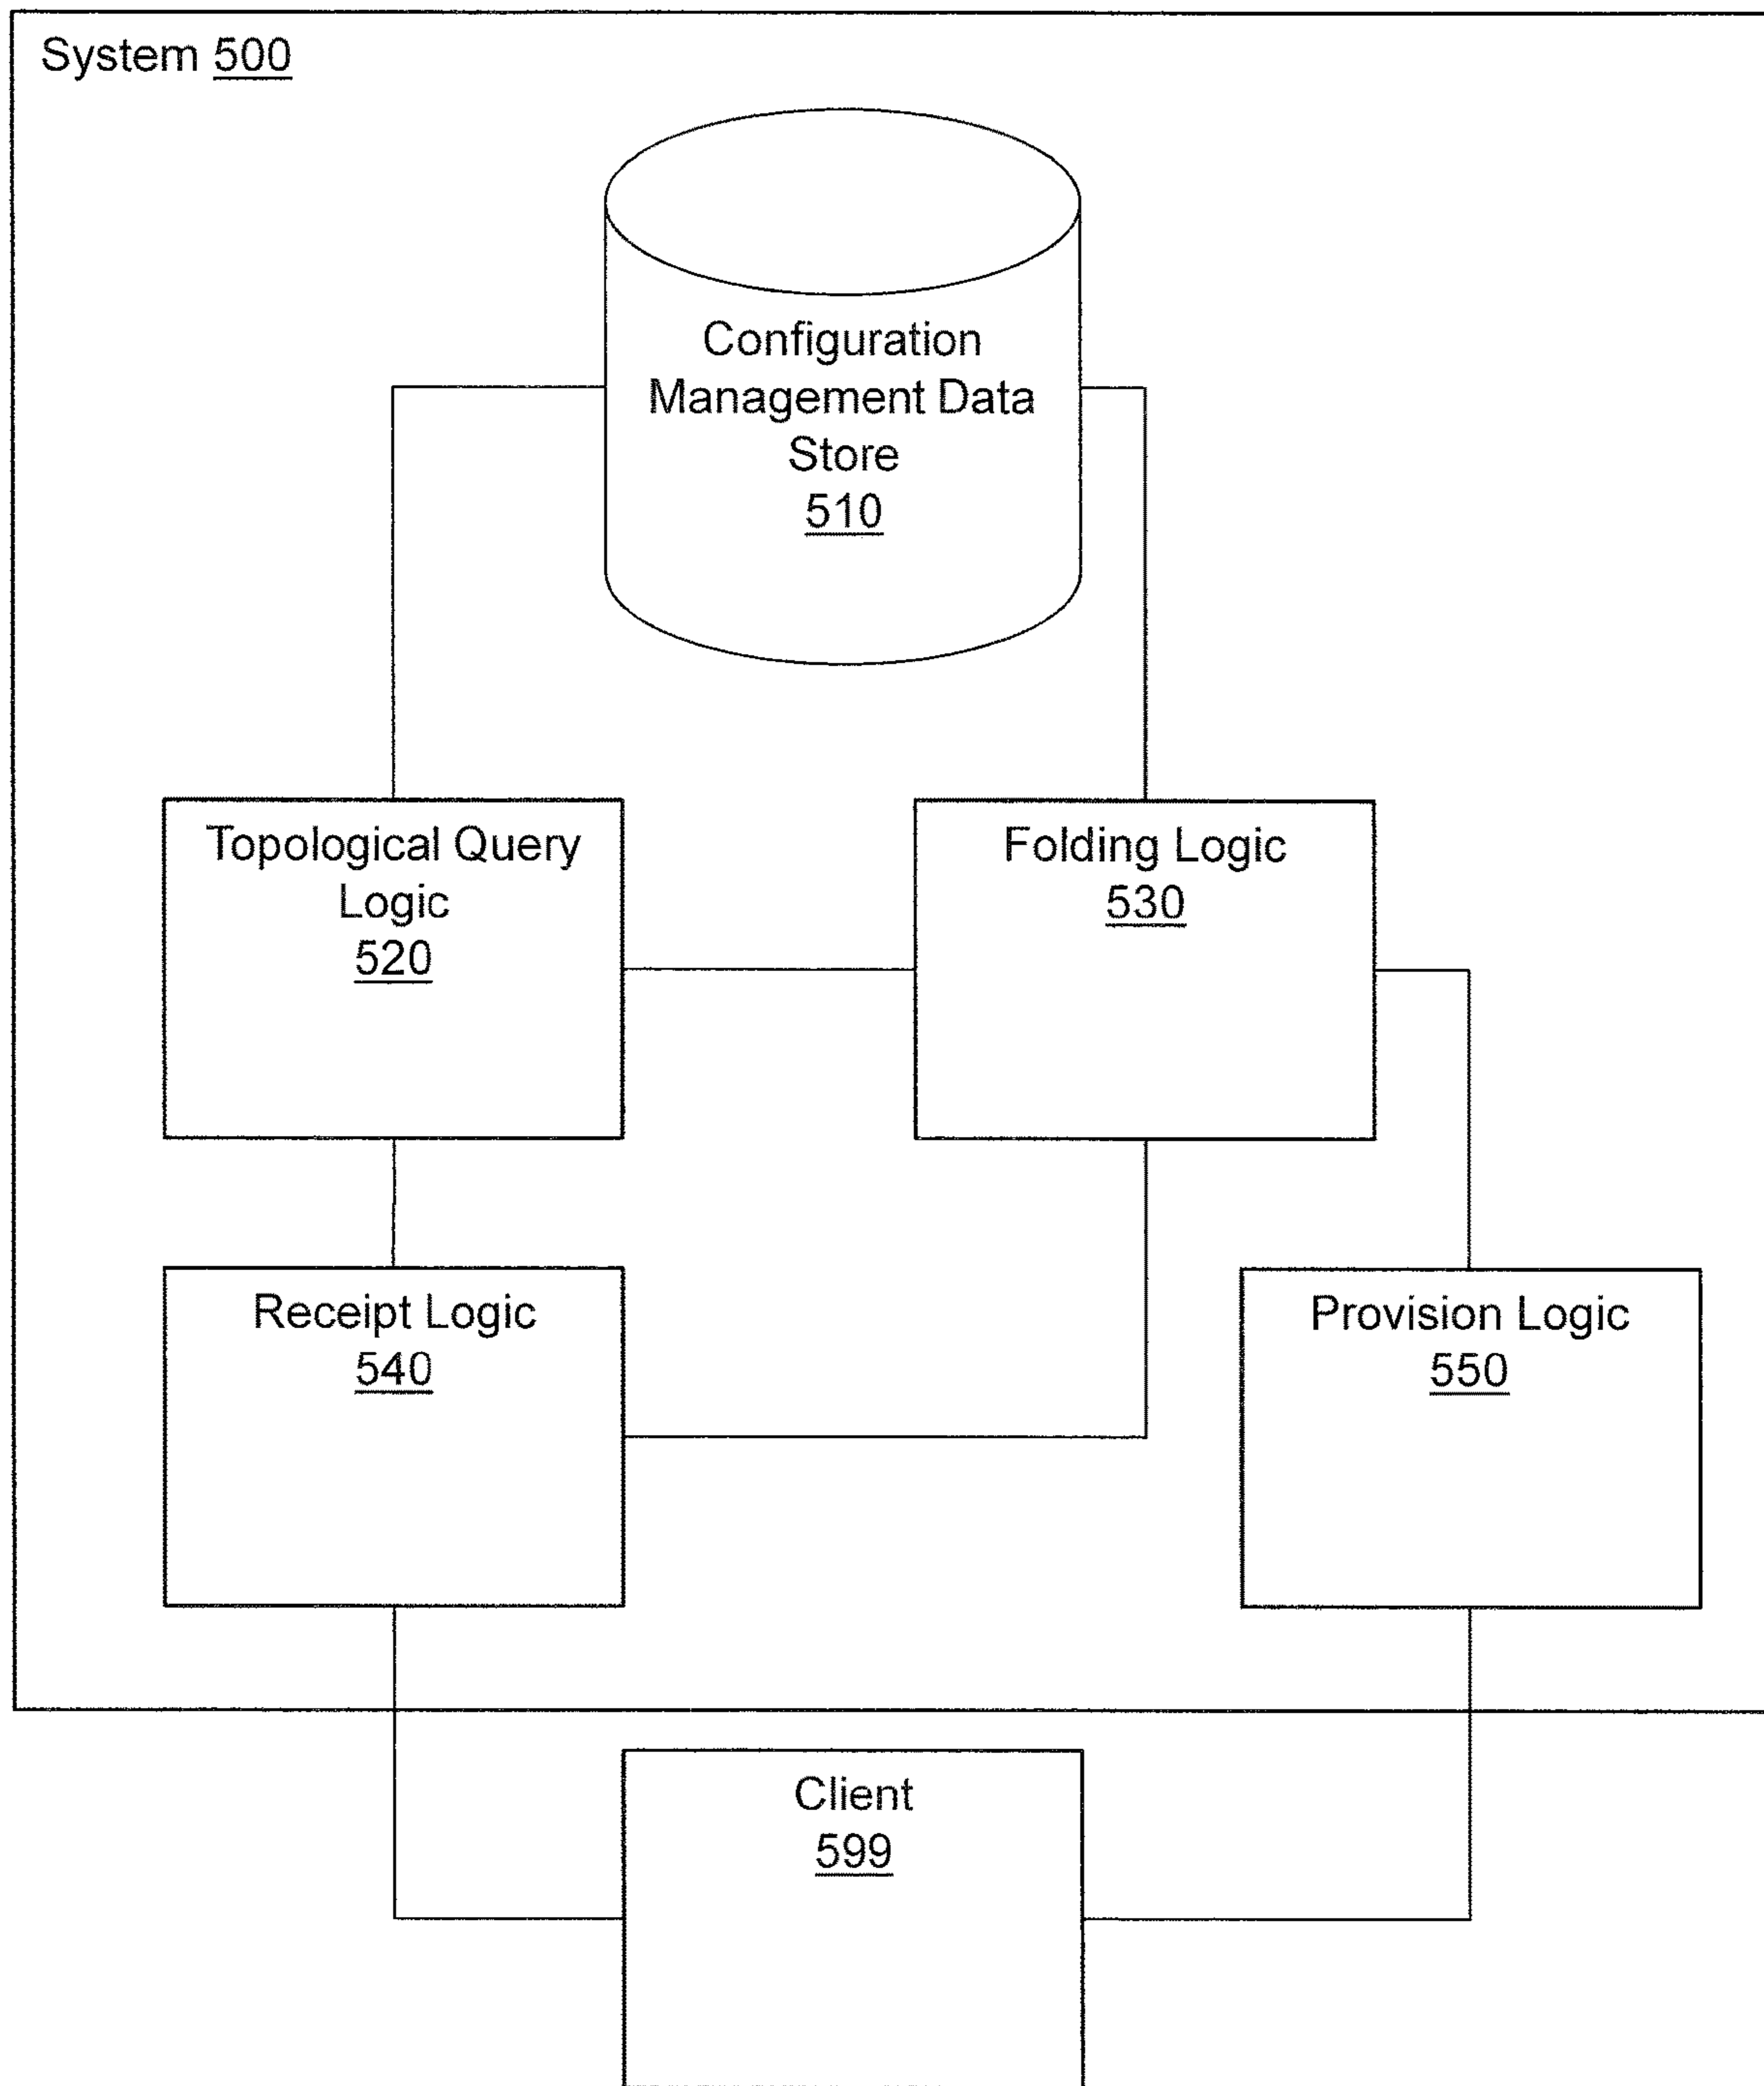 System 500
Configuration
Management Data
Store
510
Topological Query
Logic
520
Folding Logic
530
Receipt Logic
540
Provision Logic
550
Client
599